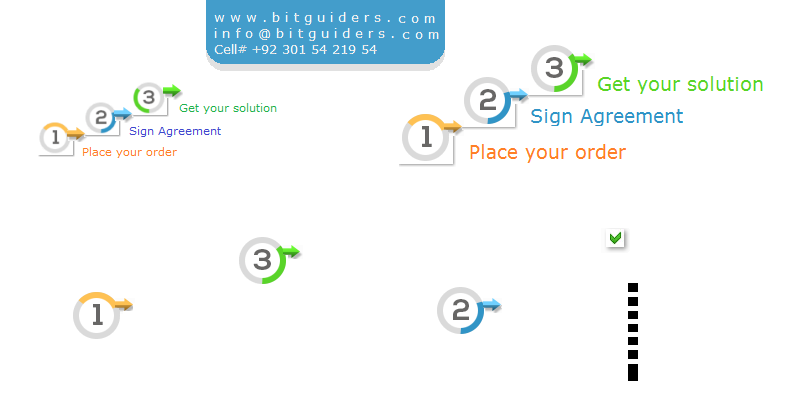 www.bitguiders.com
info@bitguiders.com
Cell# +92 301 54 219 54
3 Get your solution
2 Sign Agreement
1 Place your order
3 Get your solution
2 Sign Agreement
1 Place your order
3
1
2